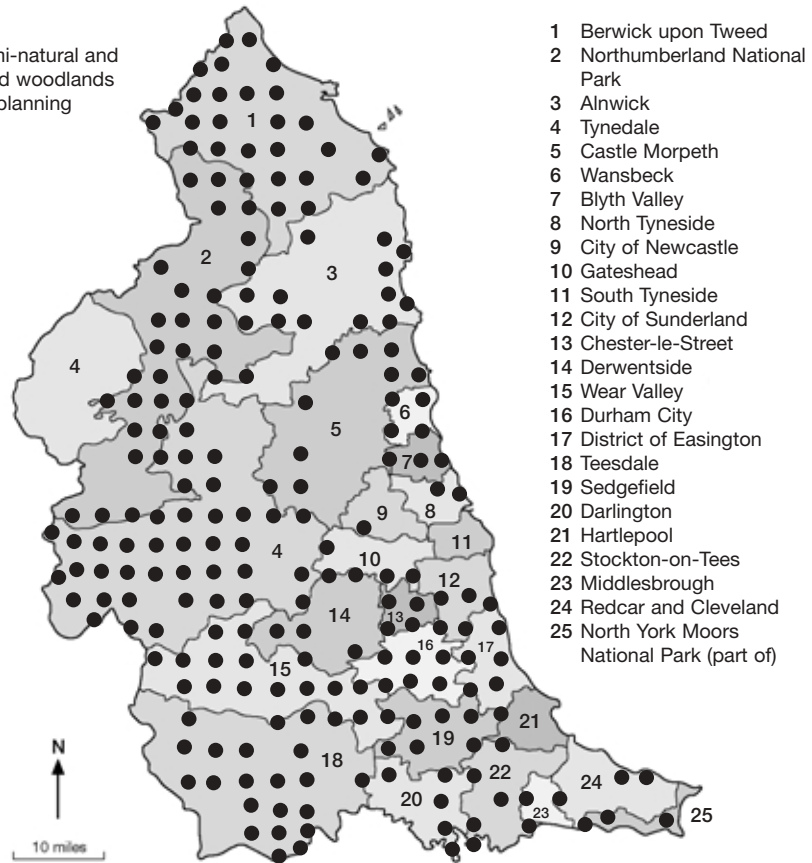 ni-natural and
d woodlands
planning
1 Berwick upon Tweed
2 Northumberland National
Park
3 Alnwick
4 Tynedale
5 Castle Morpeth
6 Wansbeck
7 Blyth Valley
8 North Tyneside
9 City of Newcastle
10 Gateshead
11 South Tyneside
12 City of Sunderland
13 Chester-le-Street
14 Derwentside
15 Wear Valley
16 Durham City
17 District of Easington
18 Teesdale
19 Sedgefield
20 Darlington
21 Hartlepool
22 Stockton-on-Tees
23 Middlesbrough
24 Redcar and Cleveland
25 North York Moors
National Park (part of)
1
2
3
4
5
6
7
8
9
11
4
10
12
13
14
16
17
15
21
19
18
22
24
20
23
25
N
10 miles